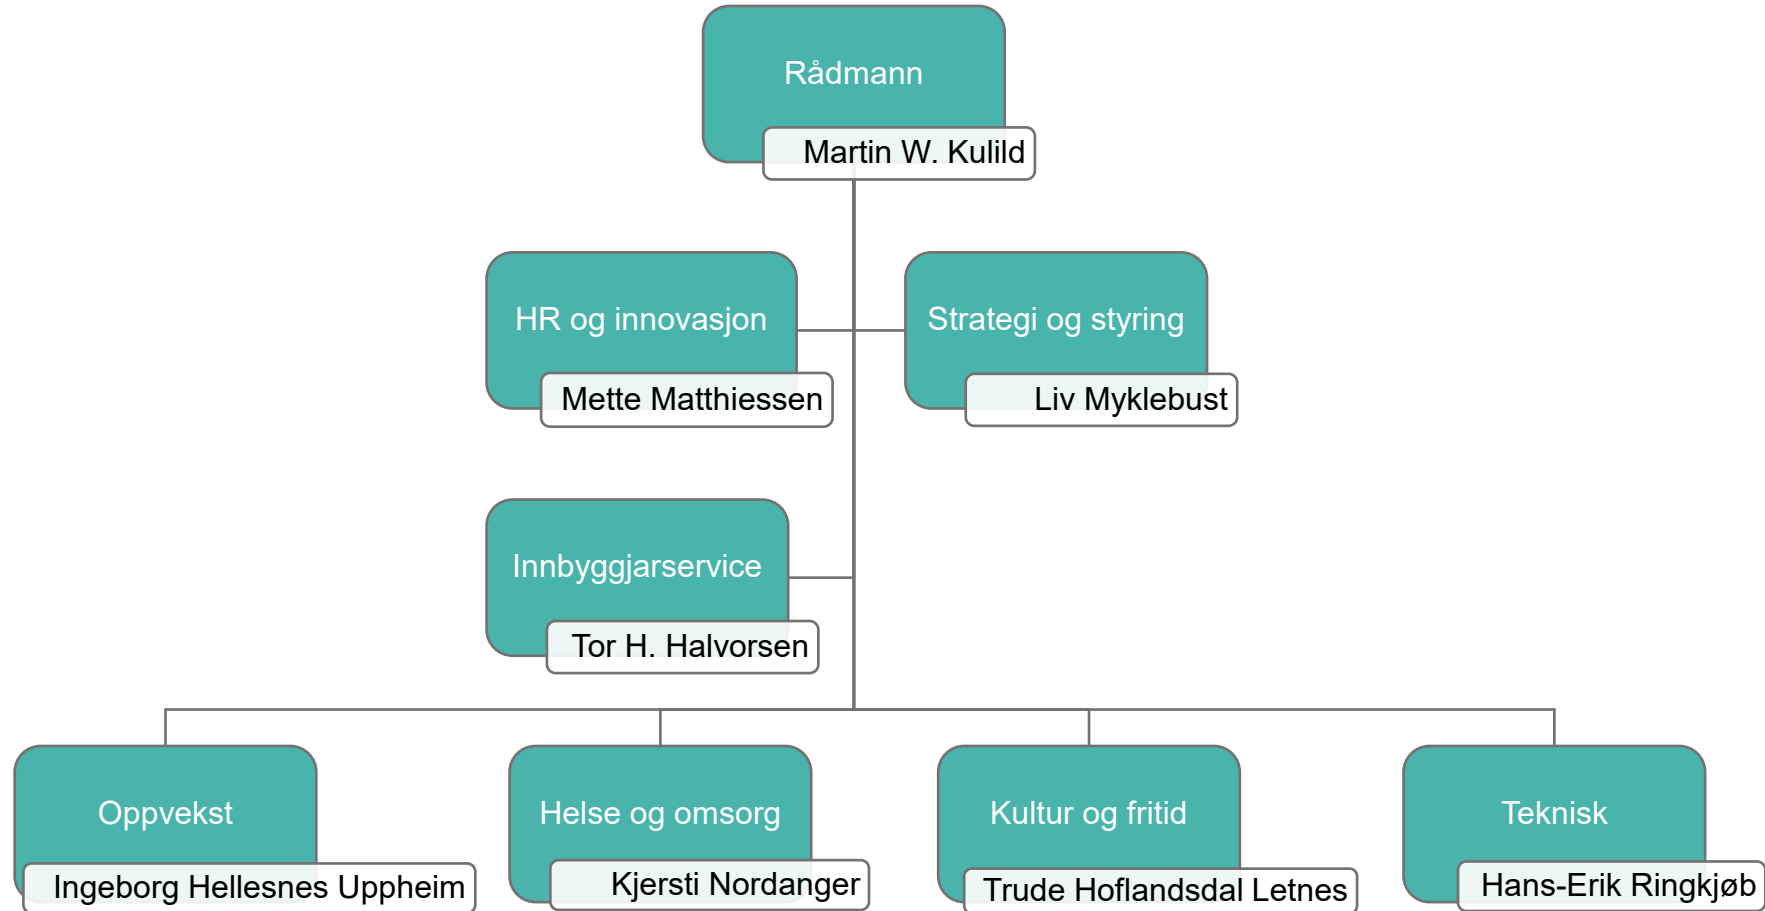 Rådmann
Martin W. Kulild
HR og innovasjon
Mette Matthiessen
Strategi og styring
Liv Myklebust
Innbyggjarservice
Tor H. Halvorsen
Oppvekst
Ingeborg Hellesnes Uppheim
Helse og omsorg
Kjersti Nordanger
Kultur og fritid
Trude Hoflandsdal Letnes
Teknisk
Hans-Erik Ringkjøb